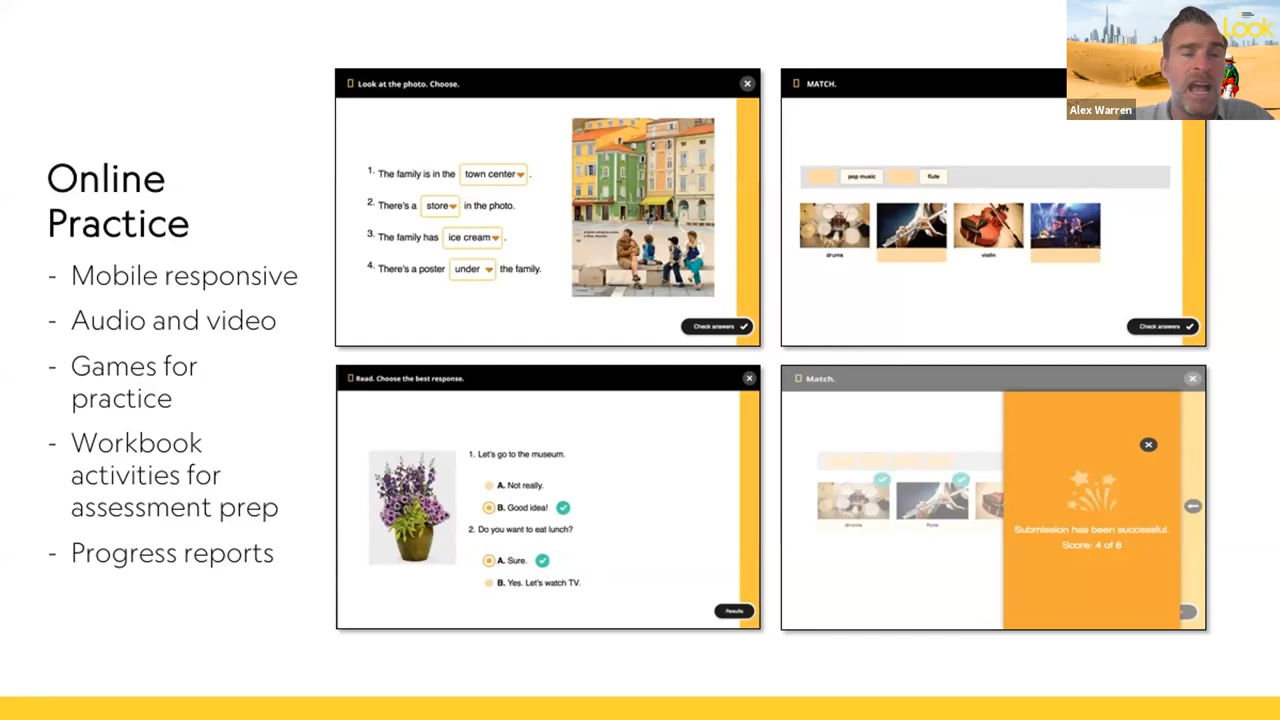 Online
Practice
- Mobile responsive
- Audio and video
- Games for
practice
- Workbook
activities for
assessment prep
- Progress reports
Look at the photo. Choose.
1. The family is in the town center .
2. There's a store in the photo.
3. The family has ice cream .
4. There's a poster under the family.
Check answers
MATCH.
pop music
flute
drums
violin
Check answers
Look
Alex Warren
Read. Choose the best response.
1. Let's go to the museum.
A. Not really.
B. Good idea!
2. Do you want to eat lunch?
A. Sure.
B. Yes. Let's watch TV.
Results
Match.
drums
flute
Submission has been successful.
Score: 4 of 6